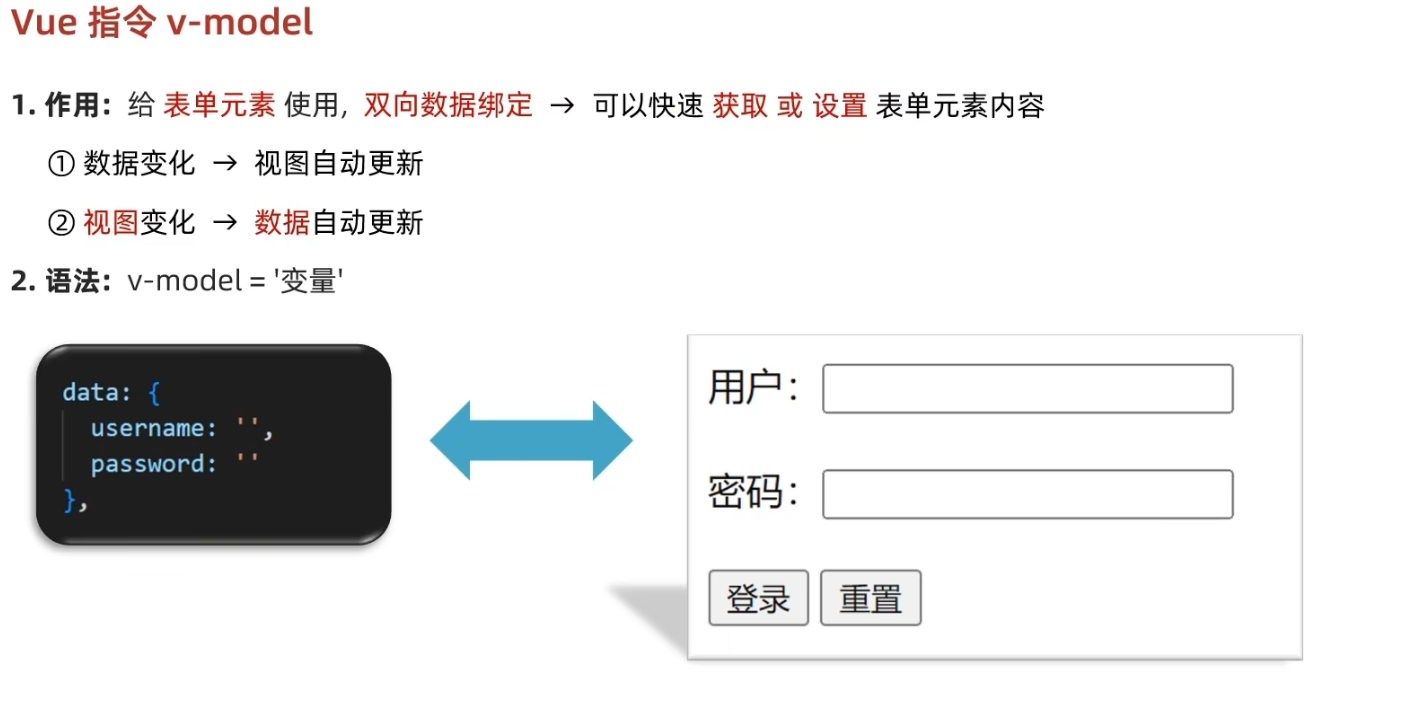 Vue 指令 v-model
1. 作用：给 表单元素 使用, 双向数据绑定 → 可以快速 获取 或 设置 表单元素内容
① 数据变化 → 视图自动更新
② 视图变化 → 数据自动更新
2. 语法：v-model = '变量'
data: {
username: '',
password: ''
},
用户：
密码：
登录 重置